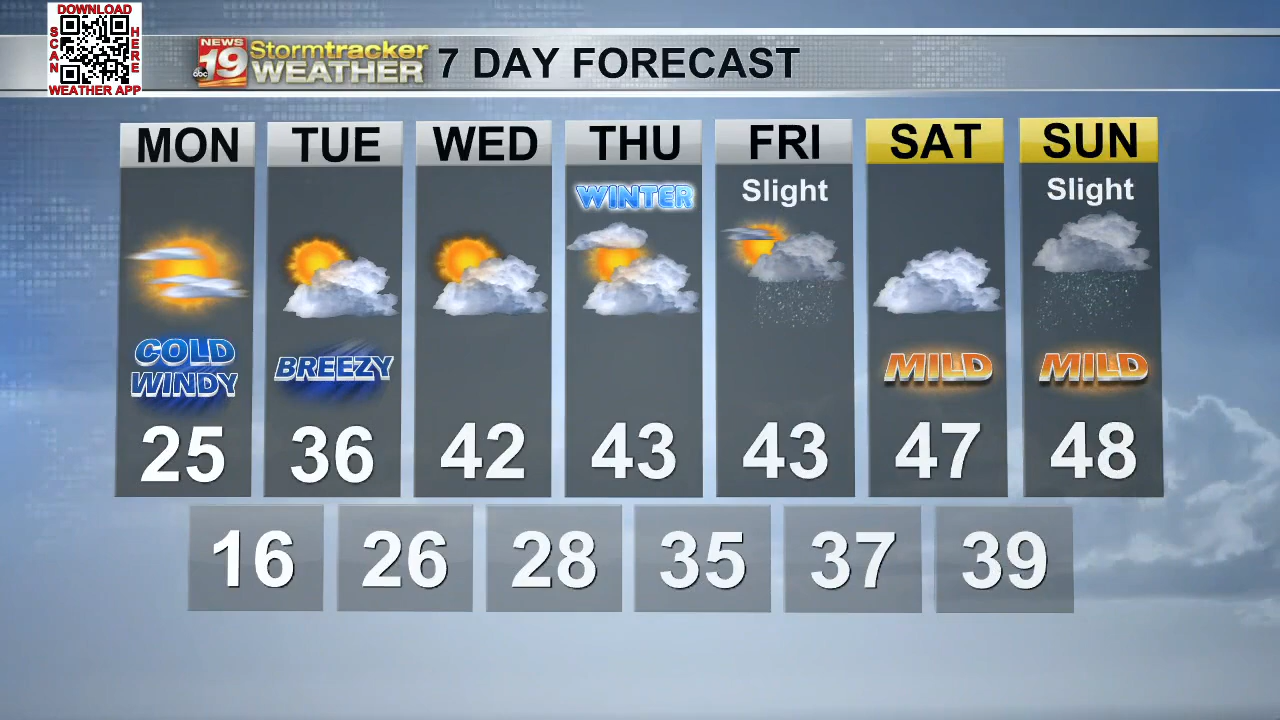 DOWNLOAD
SCAN
HERE
WEATHER APP
NEWS
abc 19
Stormtracker
WEATHER
7 DAY FORECAST
MON TUE WED THU FRI SAT SUN
WINTER Slight Slight
COLD
WINDY
BREEZY MILD MILD
25 36 42 43 43 47 48
16 26 28 35 37 39